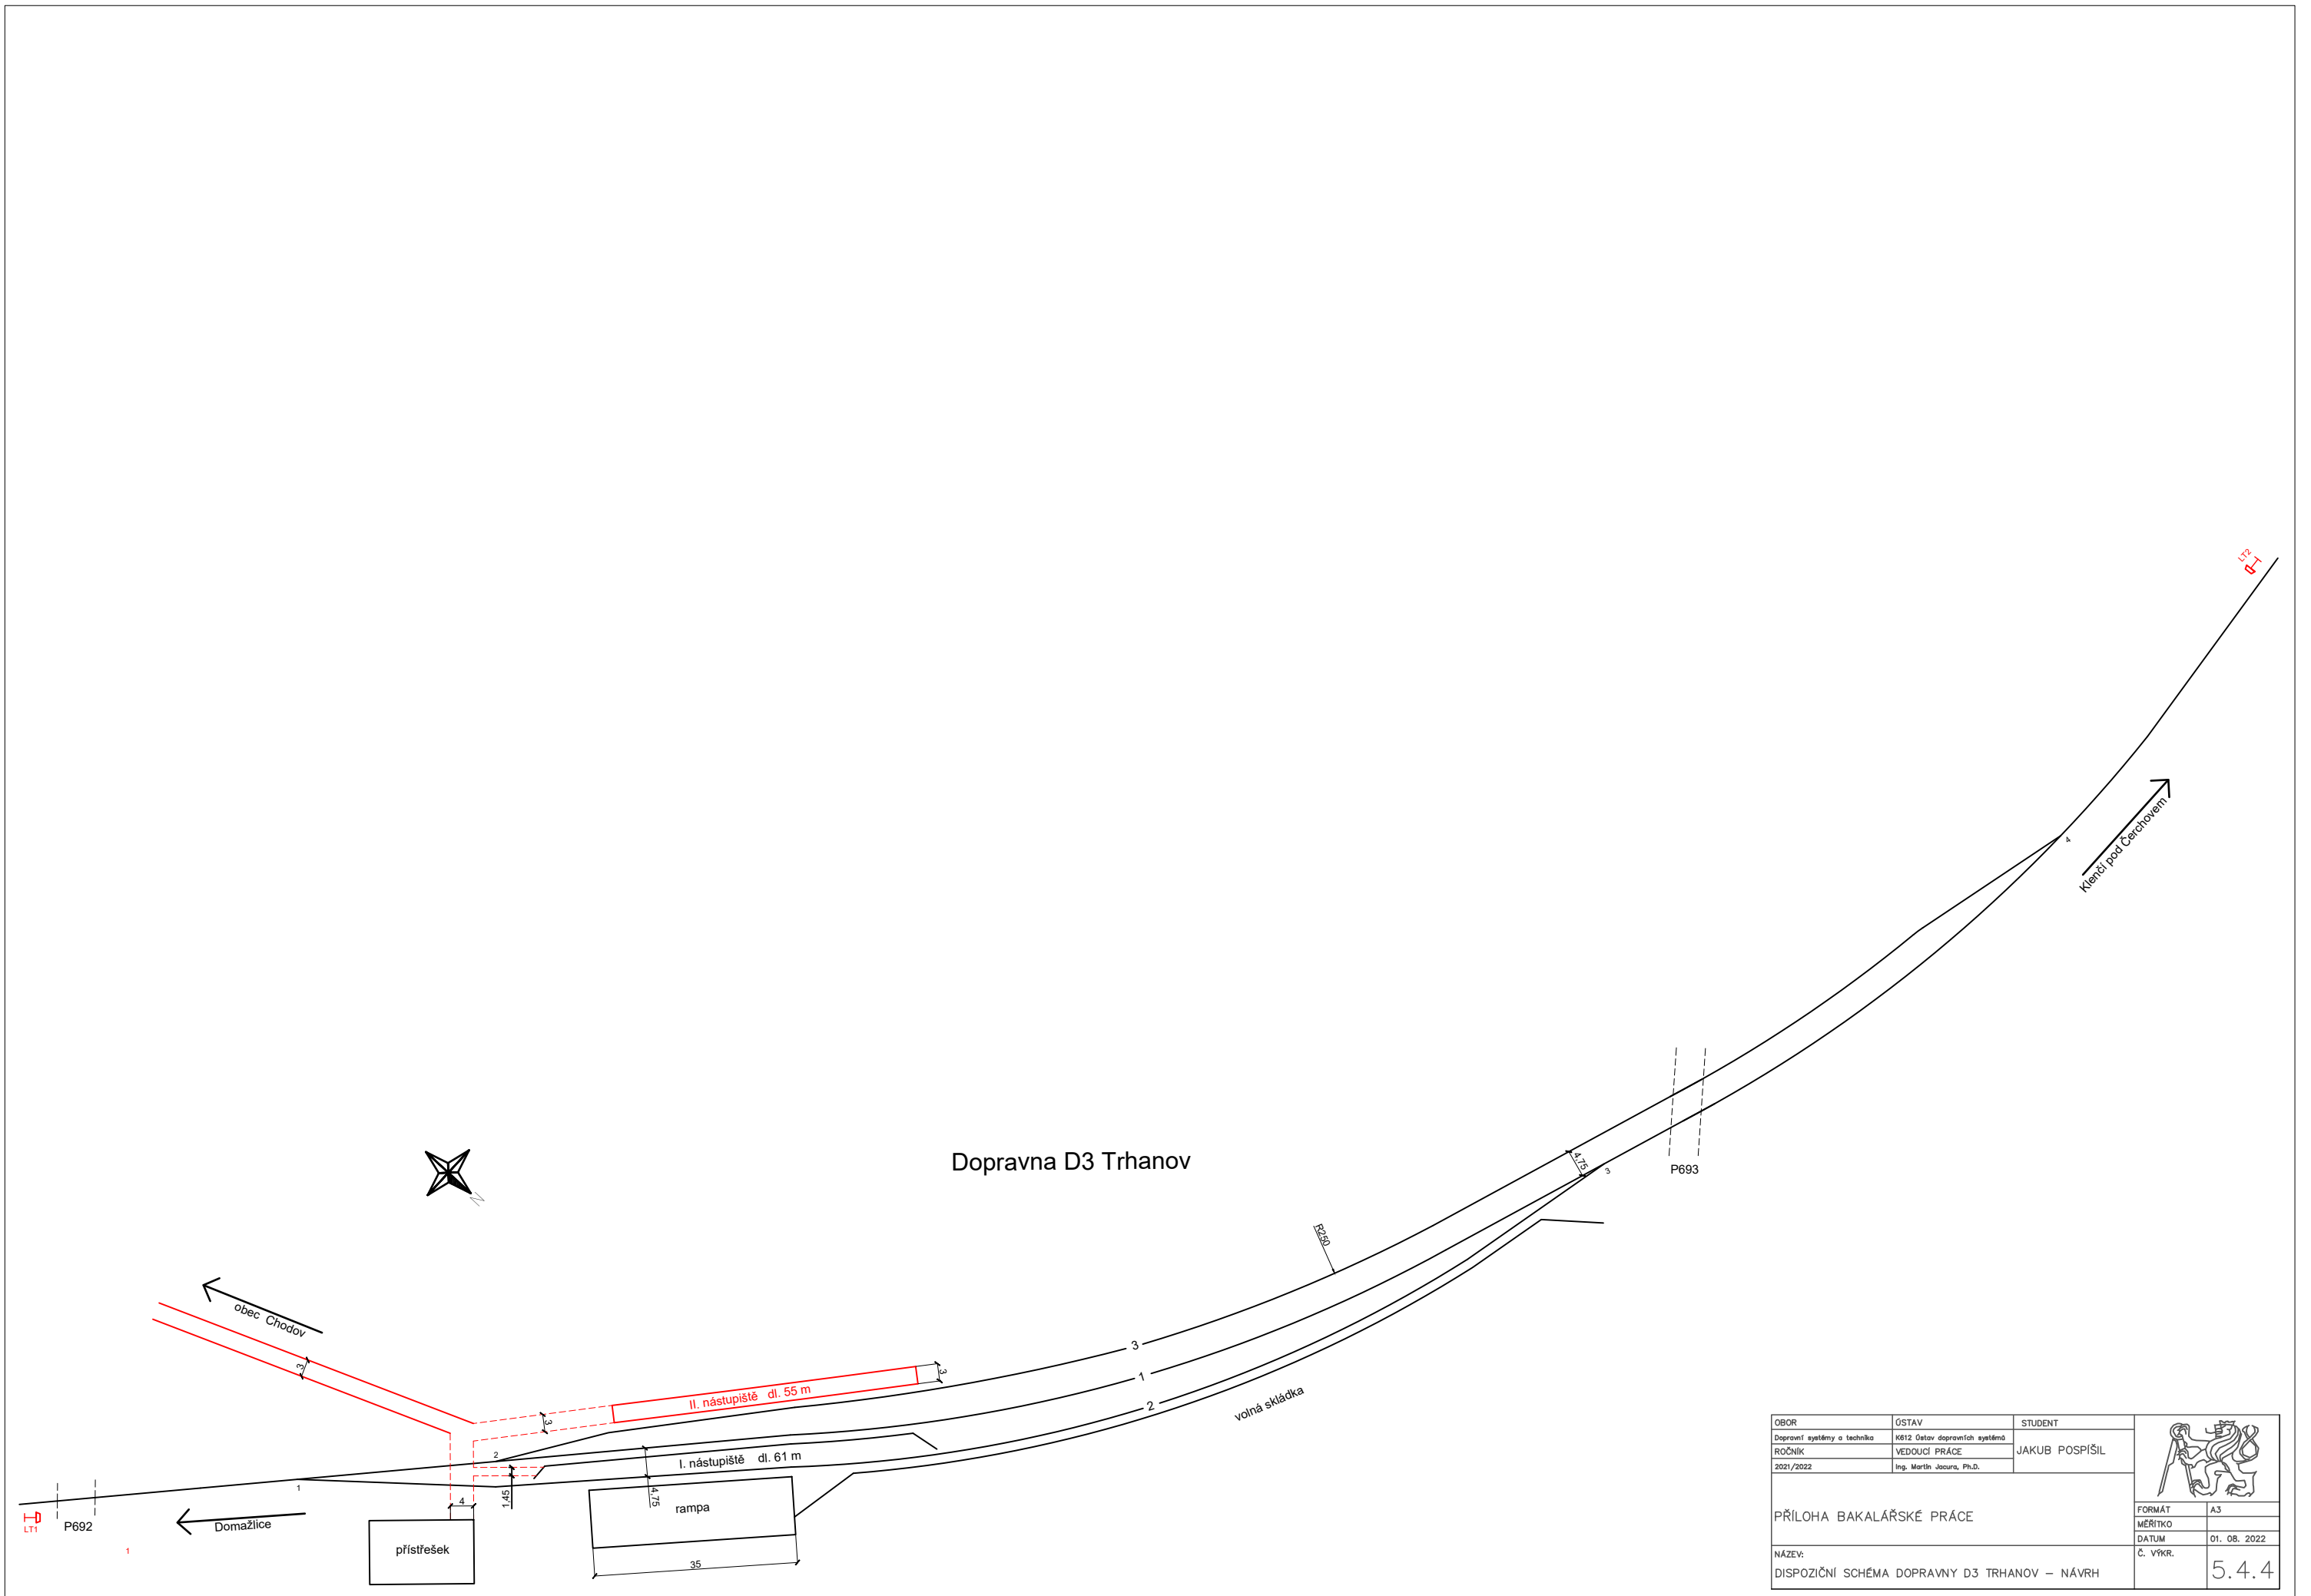 LT2
Klenčí pod Čerchovem
4
Dopravna D3 Trhanov
N
P693
4,75
3
R250
obec Chodov
3
3
1
2
volná skládka
II. nástupiště dl. 55 m
3
3
2
I. nástupiště dl. 61 m
1,45
4,75
4
rampa
35
přístřešek
1
Domažlice
LT1
P692
1
OBOR
ÚSTAV
STUDENT
Dopravní systémy a technika
K612 Ústav dopravních systémů
JAKUB POSPÍŠIL
ROČNÍK
VEDOUCÍ PRÁCE
2021/2022
Ing. Martin Jacura, Ph.D.
PŘÍLOHA BAKALÁŘSKÉ PRÁCE
FORMÁT
A3
MĚŘÍTKO
DATUM
01. 08. 2022
NÁZEV:
DISPOZIČNÍ SCHÉMA DOPRAVNY D3 TRHANOV – NÁVRH
Č. VÝKR.
5.4.4